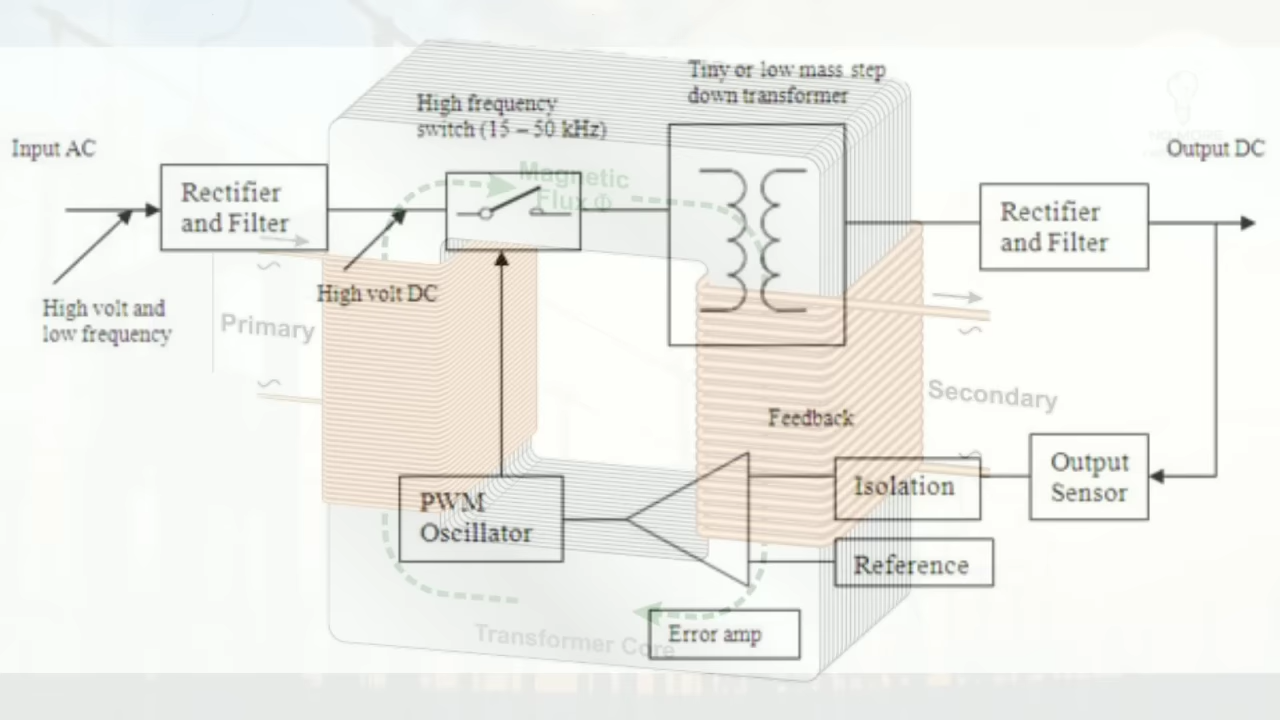 Tiny or low mass step
down transformer
High frequency
switch (15 – 50 kHz)
Input AC
Output DC
Rectifier
and Filter
Magnetic
Flux Φ
Rectifier
and Filter
High volt DC
High volt and
low frequency
Primary
Secondary
Feedback
Output
Sensor
Isolation
PWM
Oscillator
Reference
Error amp
Transformer Core